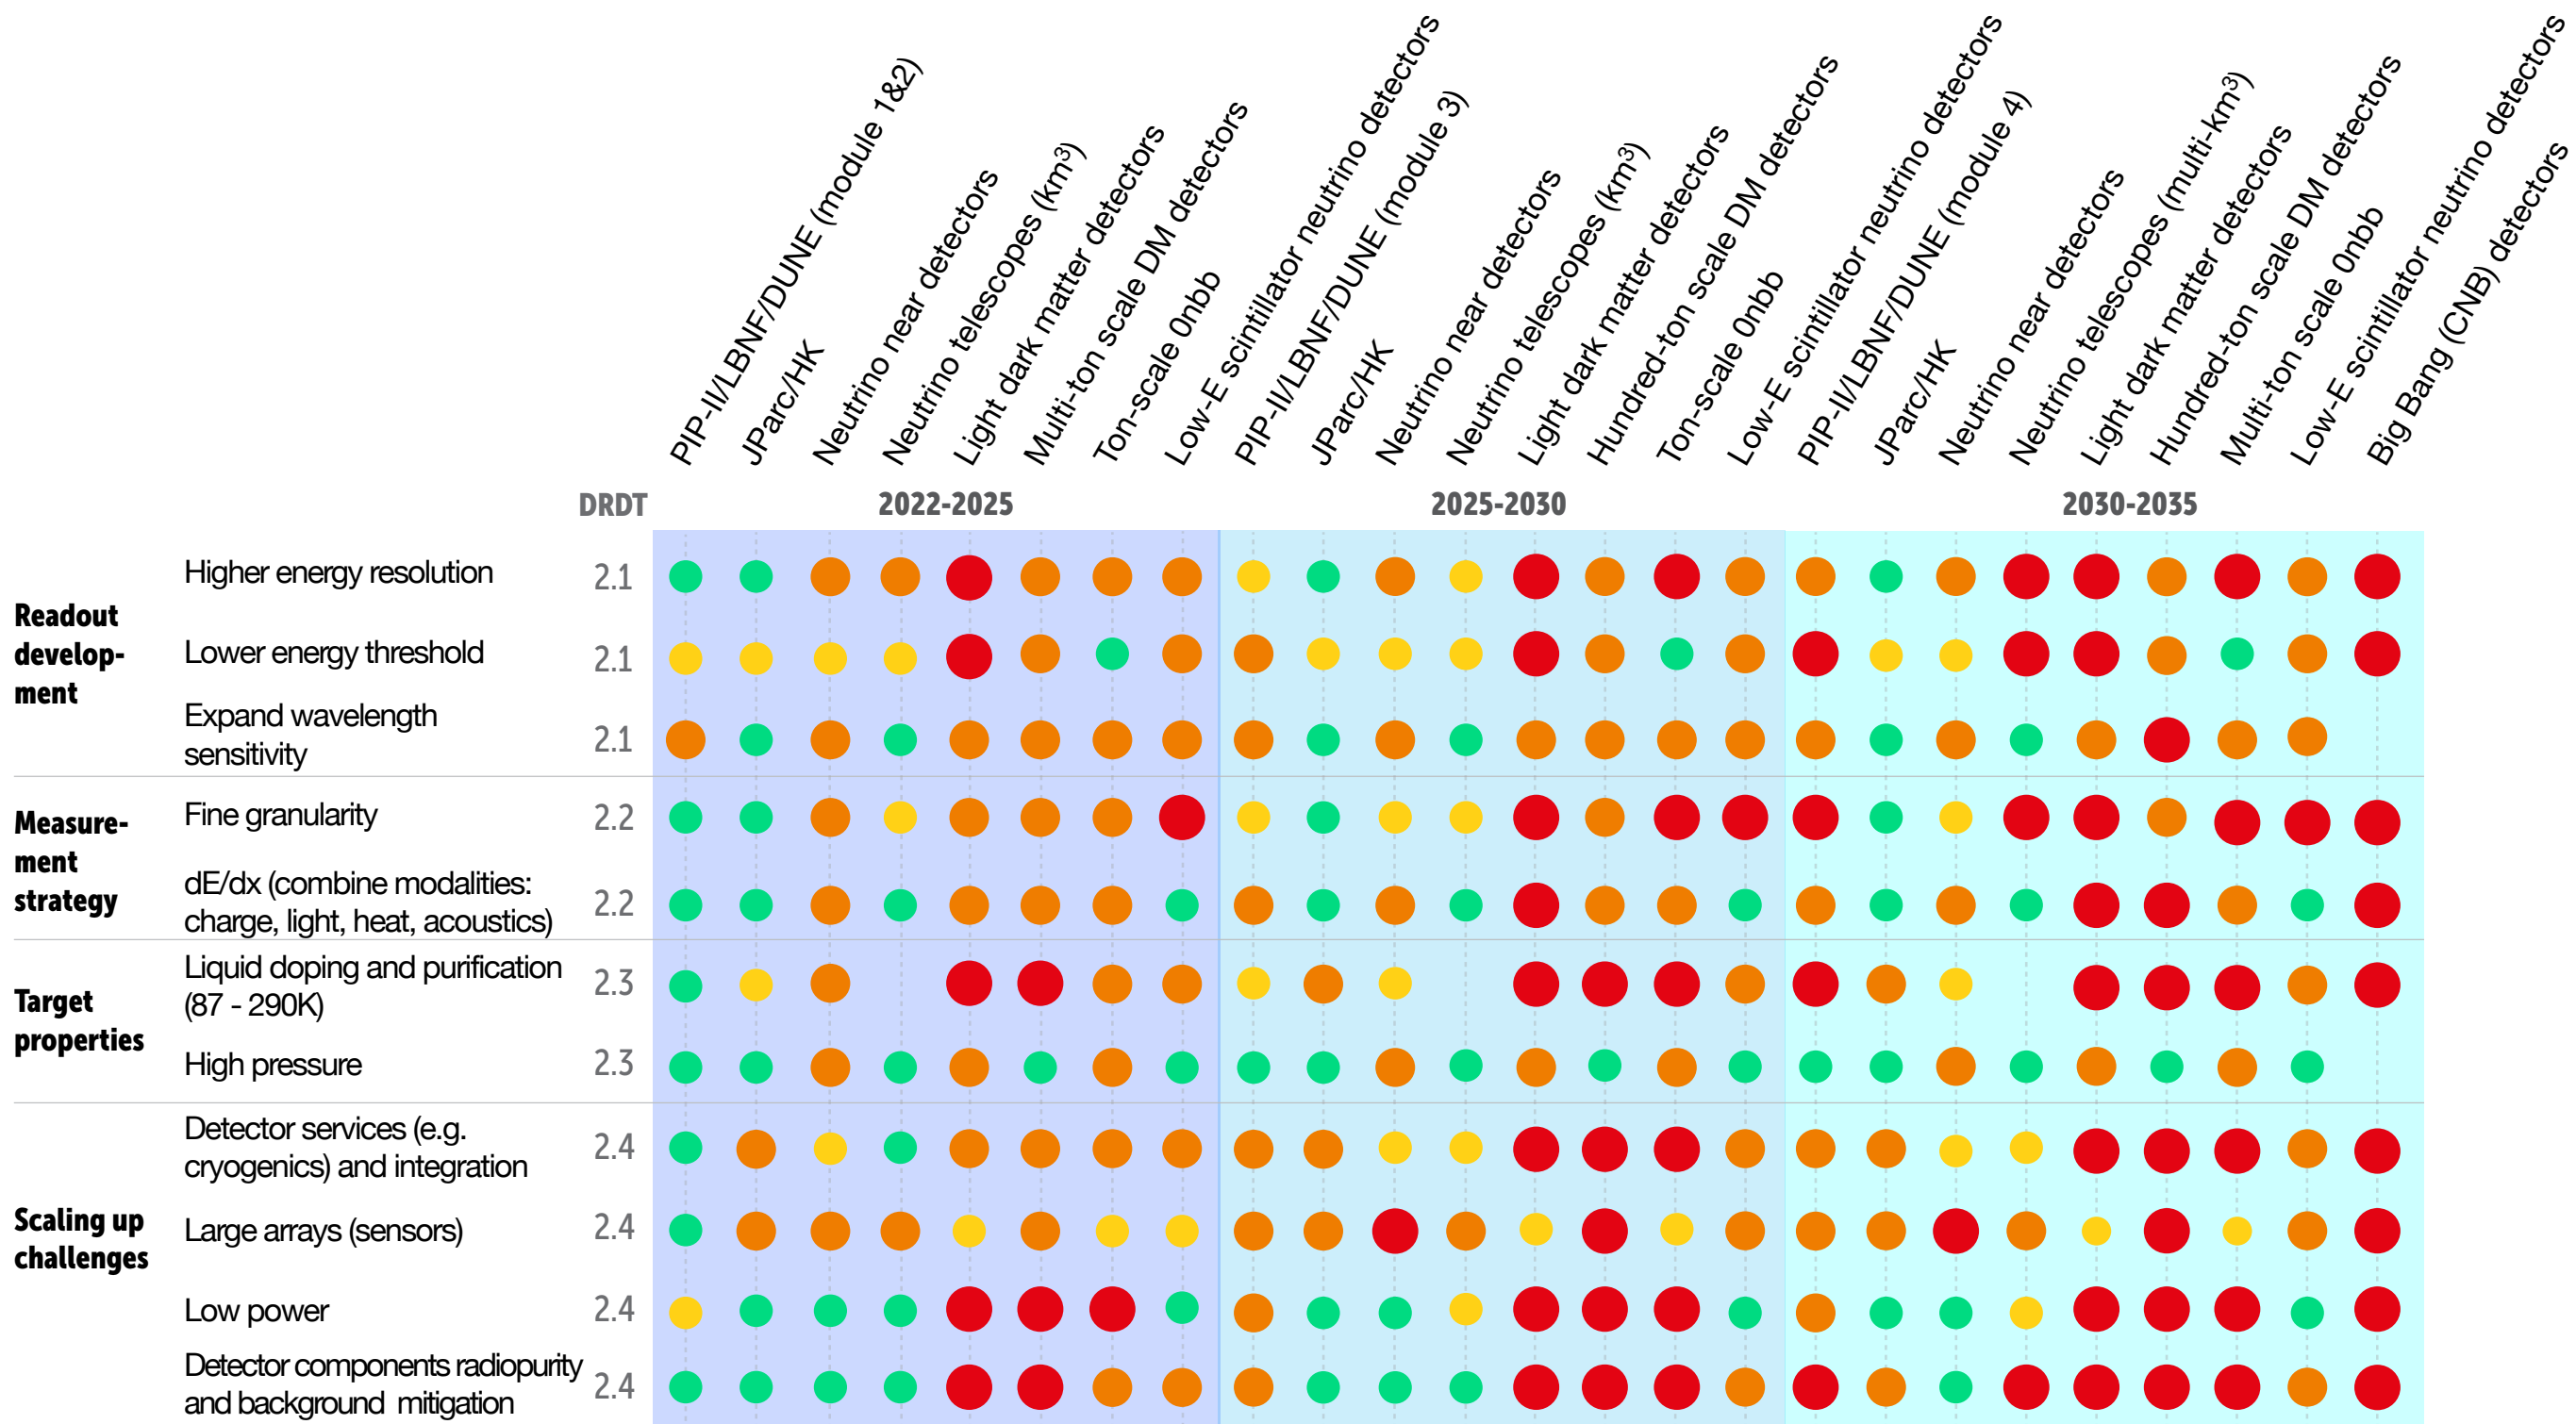 PIP-II/LBNF/DUNE (module 1&2)
JParc/HK
Neutrino near detectors
Neutrino telescopes (km³)
Light dark matter detectors
Multi-ton scale DM detectors
Ton-scale 0nbb
Low-E scintillator neutrino detectors
PIP-II/LBNF/DUNE (module 3)
JParc/HK
Neutrino near detectors
Neutrino telescopes (km³)
Light dark matter detectors
Hundred-ton scale DM detectors
Ton-scale 0nbb
Low-E scintillator neutrino detectors
PIP-II/LBNF/DUNE (module 4)
JParc/HK
Neutrino near detectors
Neutrino telescopes (multi-km³)
Light dark matter detectors
Hundred-ton scale DM detectors
Multi-ton scale 0nbb
Low-E scintillator neutrino detectors
Big Bang (CNB) detectors
DRDT 2022-2025 2025-2030 2030-2035
Readout
develop-
ment
Higher energy resolution 2.1
Lower energy threshold 2.1
Expand wavelength
sensitivity 2.1
Measure-
ment
strategy
Fine granularity 2.2
dE/dx (combine modalities:
charge, light, heat, acoustics) 2.2
Target
properties
Liquid doping and purification
(87 - 290K) 2.3
High pressure 2.3
Scaling up
challenges
Detector services (e.g.
cryogenics) and integration 2.4
Large arrays (sensors) 2.4
Low power 2.4
Detector components radiopurity
and background mitigation 2.4